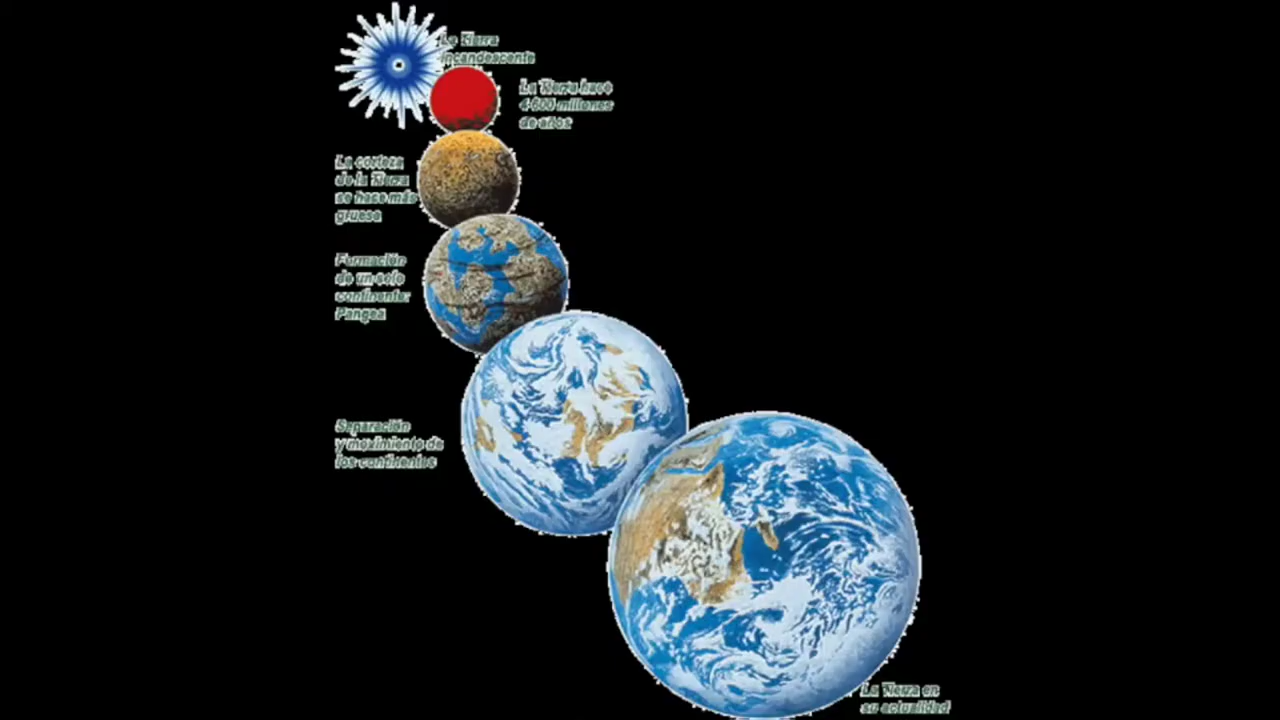 La Tierra
incandescente
La Tierra hace
4 600 millones
de años
La corteza
de la Tierra
se hace más
gruesa
Formación
de un solo
continente:
Pangea
Separación
y movimiento de
los continentes
La Tierra en
su actualidad